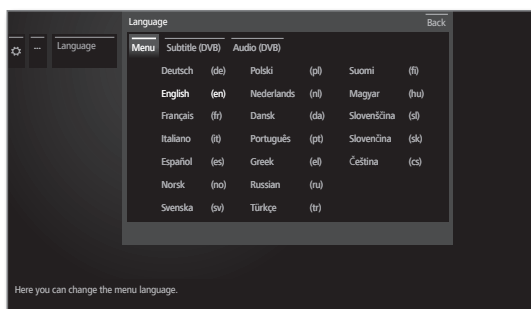 Language Back
... Language Menu Subtitle (DVB) Audio (DVB)
Deutsch (de) Polski (pl) Suomi (fi)
English (en) Nederlands (nl) Magyar (hu)
Français (fr) Dansk (da) Slovenščina (sl)
Italiano (it) Português (pt) Slovenčina (sk)
Español (es) Greek (el) Čeština (cs)
Norsk (no) Russian (ru)
Svenska (sv) Türkçe (tr)
Here you can change the menu language.